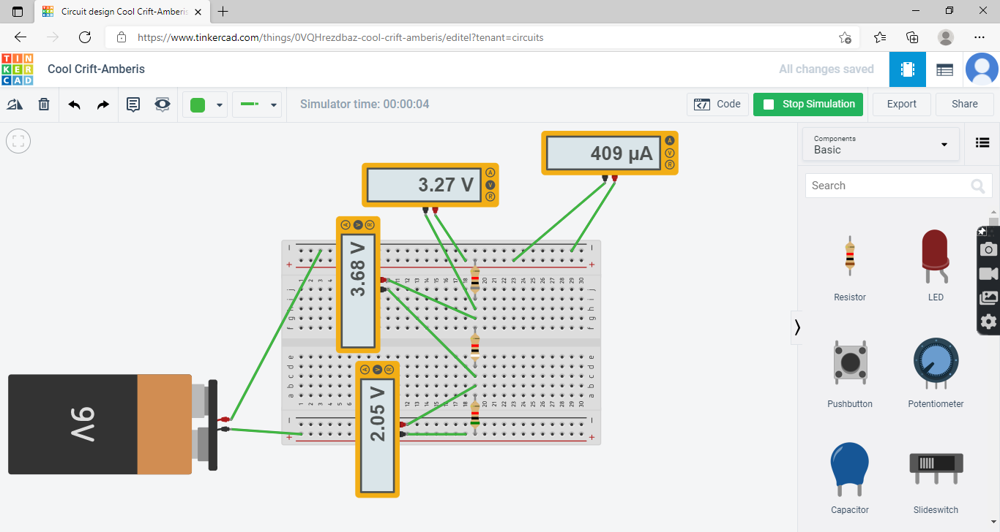 Circuit design Cool Crift-Amberis
https://www.tinkercad.com/things/0VQHrezdbaz-cool-crift-amberis/editel?tenant=circuits
TIN
KER
CAD
Cool Crift-Amberis
All changes saved
Simulator time: 00:00:04
Code
Stop Simulation
Export
Share
Components
Basic
Search
409 µA
A
V
R
3.27 V
A
V
R
3.68 V
A V R
2.05 V
A V R
9V
Resistor
LED
Pushbutton
Potentiometer
Capacitor
Slideswitch